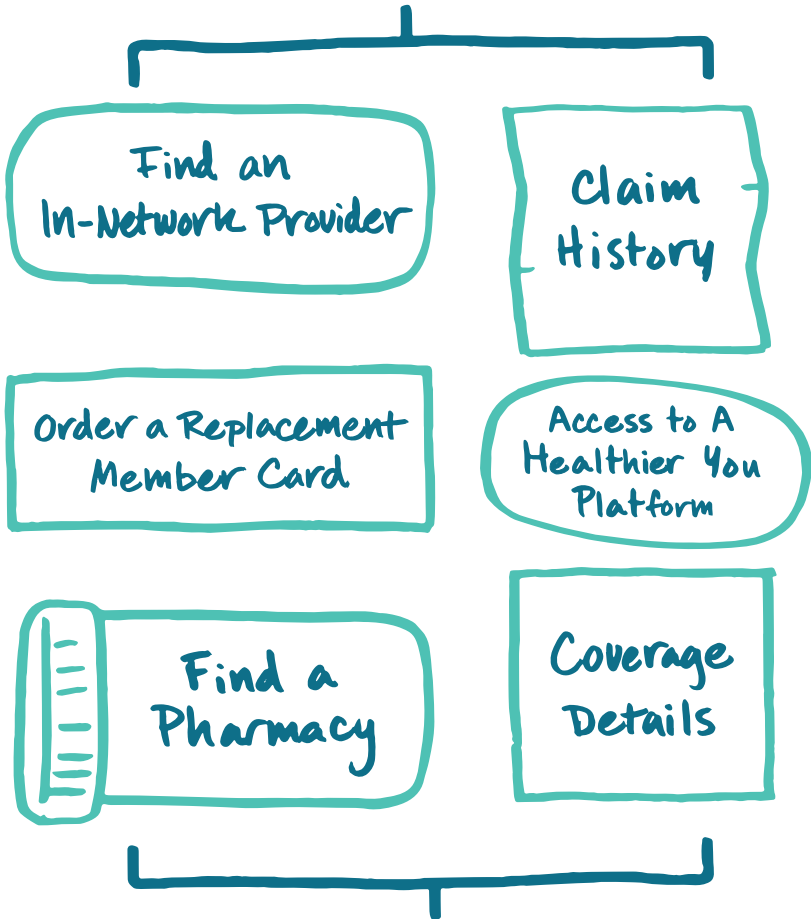 Find an
In-Network Provider
Claim
History
Order a Replacement
Member Card
Access to A
Healthier You
Platform
Find a
Pharmacy
Coverage
Details